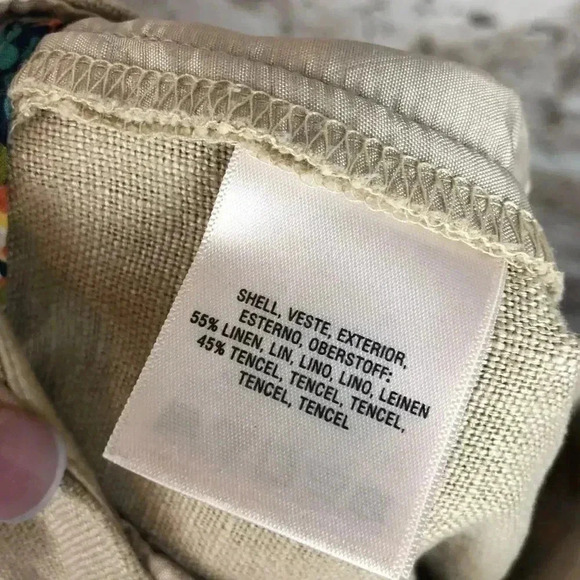 SHELL, VESTE, EXTERIOR,
ESTERNO, OBERSTOFF:
55% LINEN, LIN, LINO, LINO, LEINEN
45% TENCEL, TENCEL, TENCEL,
TENCEL, TENCEL